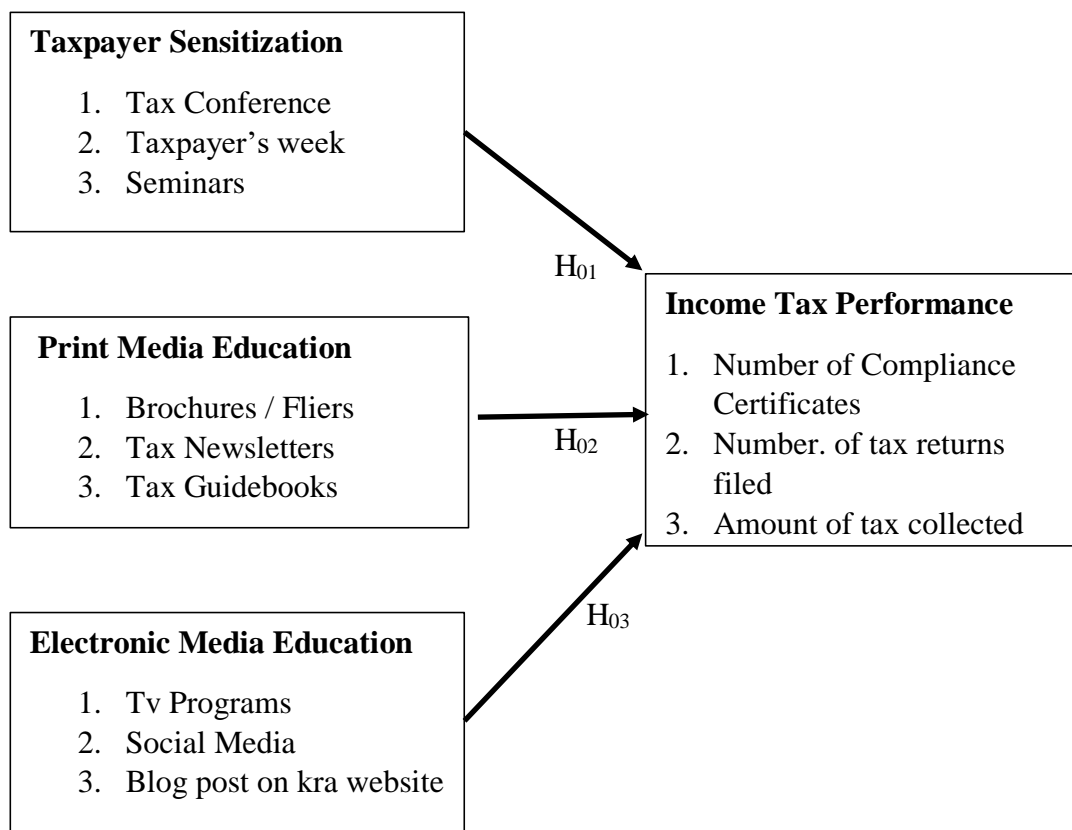 Taxpayer Sensitization
1. Tax Conference
2. Taxpayer's week
3. Seminars
H01
Print Media Education
1. Brochures / Fliers
2. Tax Newsletters
3. Tax Guidebooks
H02
Income Tax Performance
1. Number of Compliance
Certificates
2. Number. of tax returns
filed
3. Amount of tax collected
Electronic Media Education
1. Tv Programs
2. Social Media
3. Blog post on kra website
H03